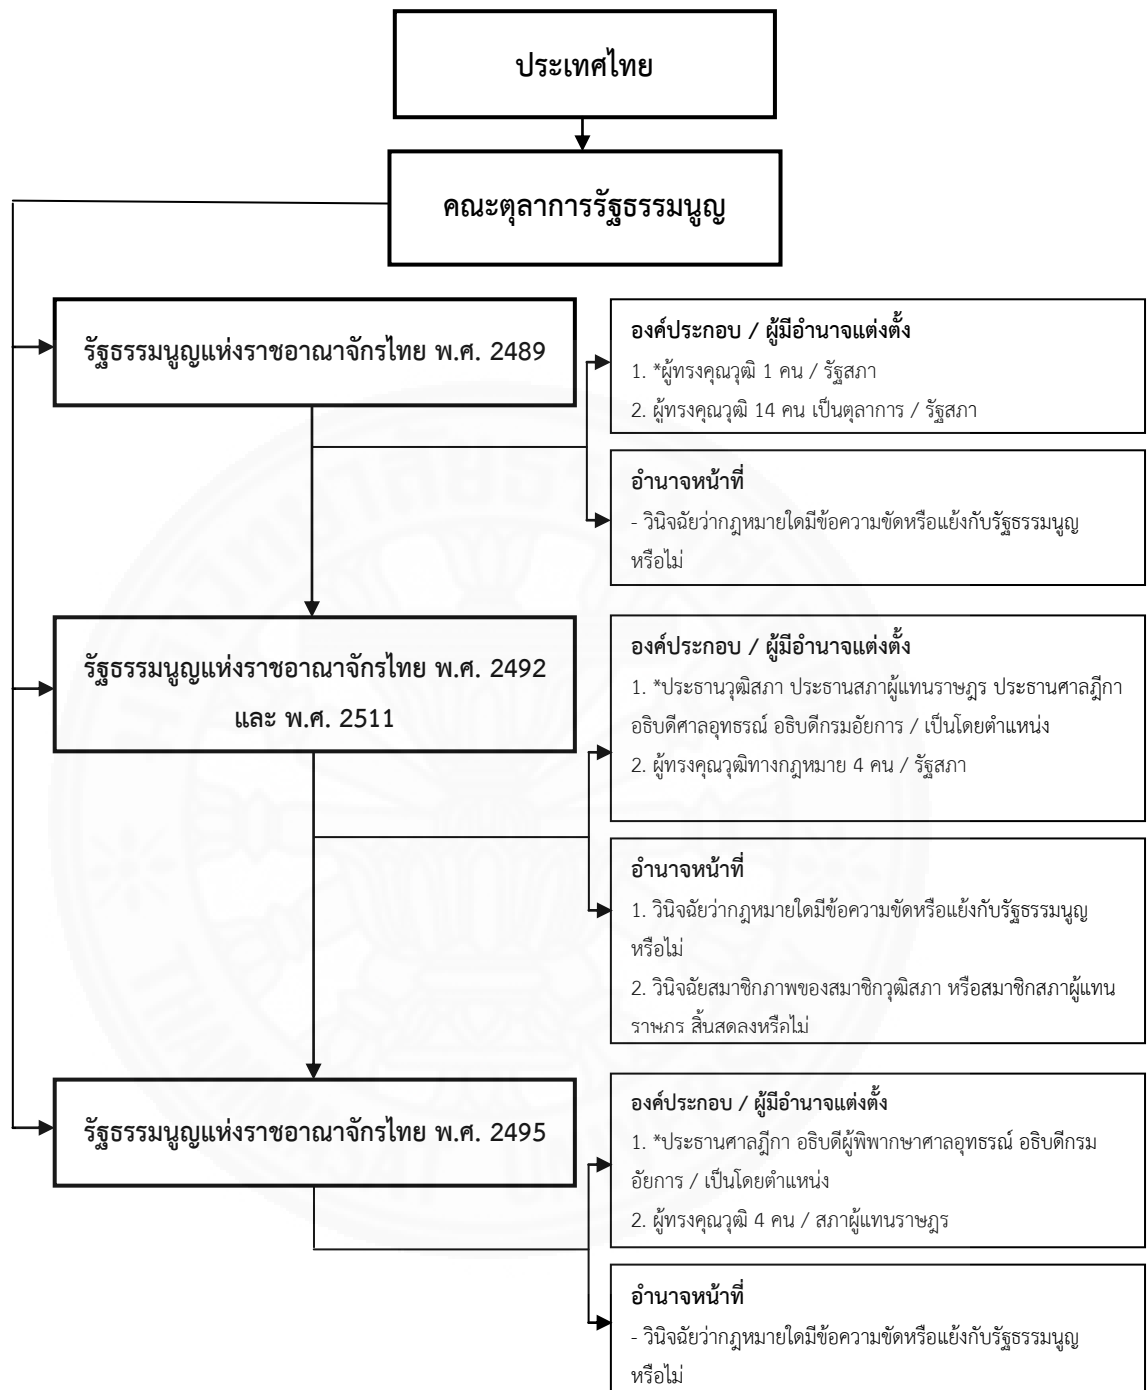 ประเทศไทย
คณะตุลาการรัฐธรรมนูญ
รัฐธรรมนูญแห่งราชอาณาจักรไทย พ.ศ. 2489
องค์ประกอบ / ผู้มีอำนาจแต่งตั้ง
1. *ผู้ทรงคุณวุฒิ 1 คน / รัฐสภา
2. ผู้ทรงคุณวุฒิ 14 คน เป็นตุลาการ / รัฐสภา
อำนาจหน้าที่
- วินิจฉัยว่ากฎหมายใดมีข้อความขัดหรือแย้งกับรัฐธรรมนูญ
หรือไม่
รัฐธรรมนูญแห่งราชอาณาจักรไทย พ.ศ. 2492
และ พ.ศ. 2511
องค์ประกอบ / ผู้มีอำนาจแต่งตั้ง
1. *ประธานวุฒิสภา ประธานสภาผู้แทนราษฎร ประธานศาลฎีกา
อธิบดีศาลอุทธรณ์ อธิบดีกรมอัยการ / เป็นโดยตำแหน่ง
2. ผู้ทรงคุณวุฒิทางกฎหมาย 4 คน / รัฐสภา
อำนาจหน้าที่
1. วินิจฉัยว่ากฎหมายใดมีข้อความขัดหรือแย้งกับรัฐธรรมนูญ
หรือไม่
2. วินิจฉัยสมาชิกภาพของสมาชิกวุฒิสภา หรือสมาชิกสภาผู้แทน
ราษฎร สิ้นสุดลงหรือไม่
รัฐธรรมนูญแห่งราชอาณาจักรไทย พ.ศ. 2495
องค์ประกอบ / ผู้มีอำนาจแต่งตั้ง
1. *ประธานศาลฎีกา อธิบดีผู้พิพากษาศาลอุทธรณ์ อธิบดีกรม
อัยการ / เป็นโดยตำแหน่ง
2. ผู้ทรงคุณวุฒิ 4 คน / สภาผู้แทนราษฎร
อำนาจหน้าที่
- วินิจฉัยว่ากฎหมายใดมีข้อความขัดหรือแย้งกับรัฐธรรมนูญ
หรือไม่